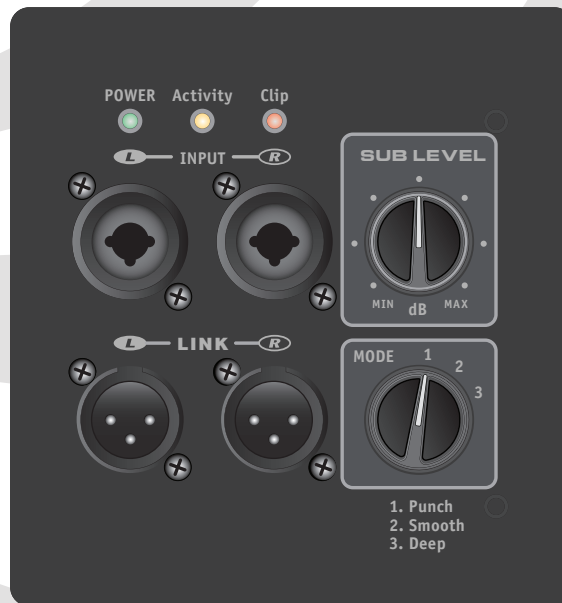 POWER Activity Clip
L INPUT R
SUB LEVEL
MIN dB MAX
L LINK R
MODE 1 2 3
1. Punch
2. Smooth
3. Deep